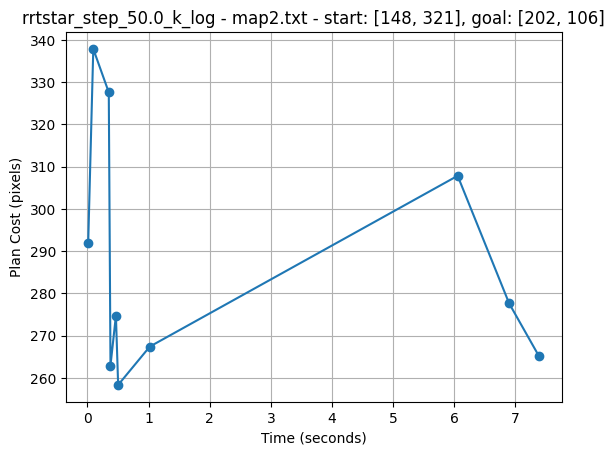 rrtstar_step_50.0_k_log - map2.txt - start: [148, 321], goal: [202, 106]
340
330
320
310
300
290
280
270
260
Plan Cost (pixels)
0 1 2 3 4 5 6 7
Time (seconds)